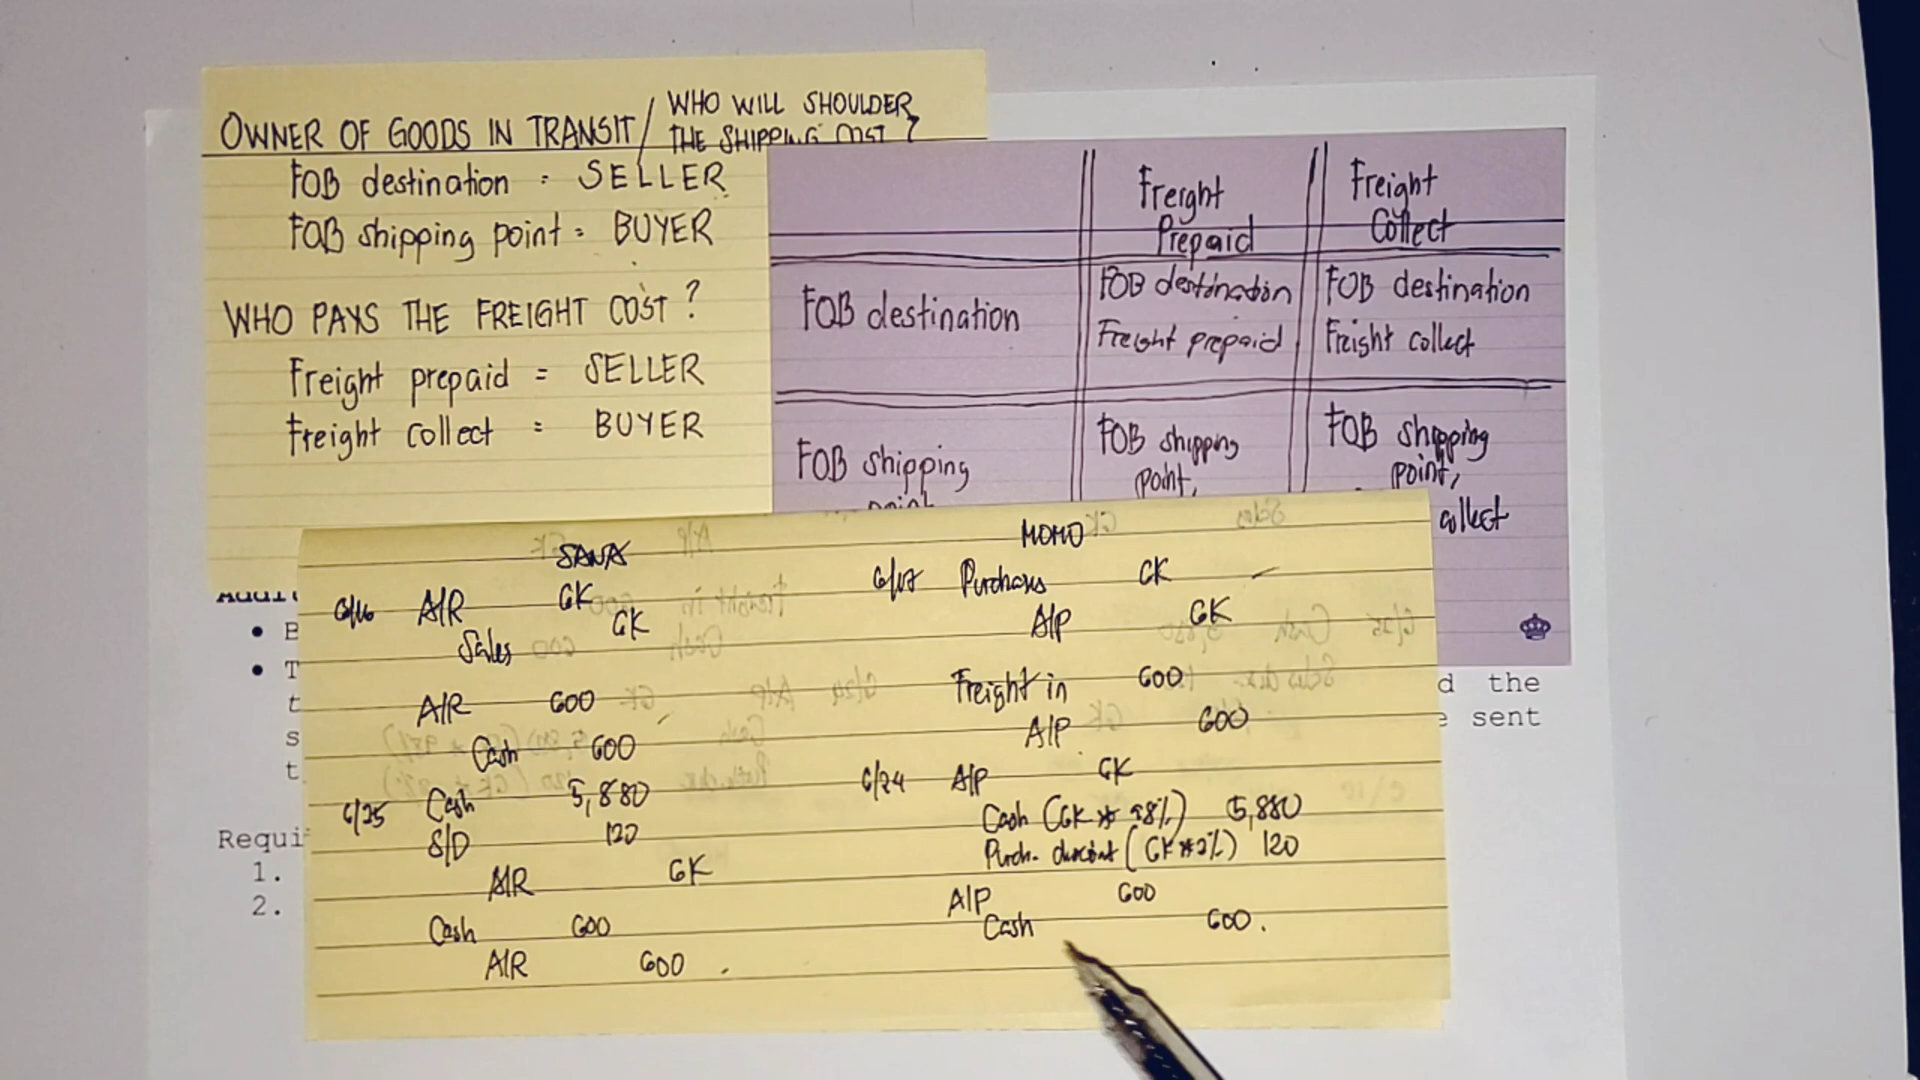 OWNER OF GOODS IN TRANSIT / WHO WILL SHOULDER
THE SHIPPING COST?
FOB destination = SELLER
FOB shipping point = BUYER
WHO PAYS THE FREIGHT COST?
Freight prepaid = SELLER
Freight collect = BUYER
Freight
Prepaid
Freight
Collect
FOB destination
FOB destination
Freight prepaid
FOB destination
Freight collect
FOB shipping
point
FOB shipping
point,
FOB shipping
point,
collect
SANA
6/16 A/R 6K
Sales 6K
A/R 600
Cash 600
6/25 Cash 5,880
S/D 120
A/R 6K
Cash 600
A/R 600
MOMO
6/17 Purchases 6K
A/P 6K
Freight in 600
A/P 600
6/24 A/P 6K
Cash (6K * 98%) 5,880
Purch. discount (6K * 2%) 120
A/P 600
Cash 600.
d the
e sent
1.
2.